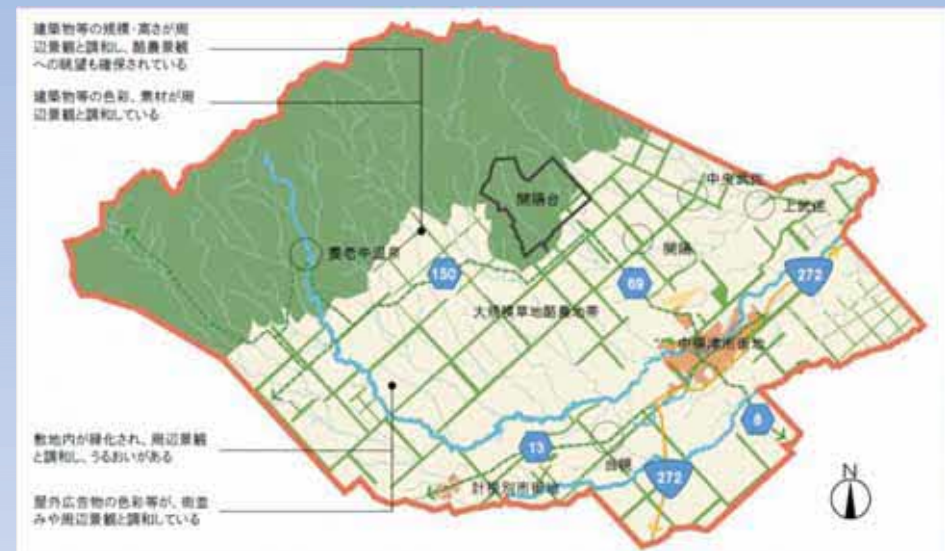 建築物等の規模・高さが周
辺景観と調和し、酪農景観
への眺望も確保されている
建築物等の色彩、素材が周
辺景観と調和している
開陽台
中央武佐
上武佐
養老牛温泉
開陽
150
69
272
大規模草地酪農地帯
中標津市街地
敷地内が緑化され、周辺景観
と調和し、うるおいがある
13
8
272
計根別市街地
屋外広告物の色彩等が、街並
みや周辺景観と調和している
N